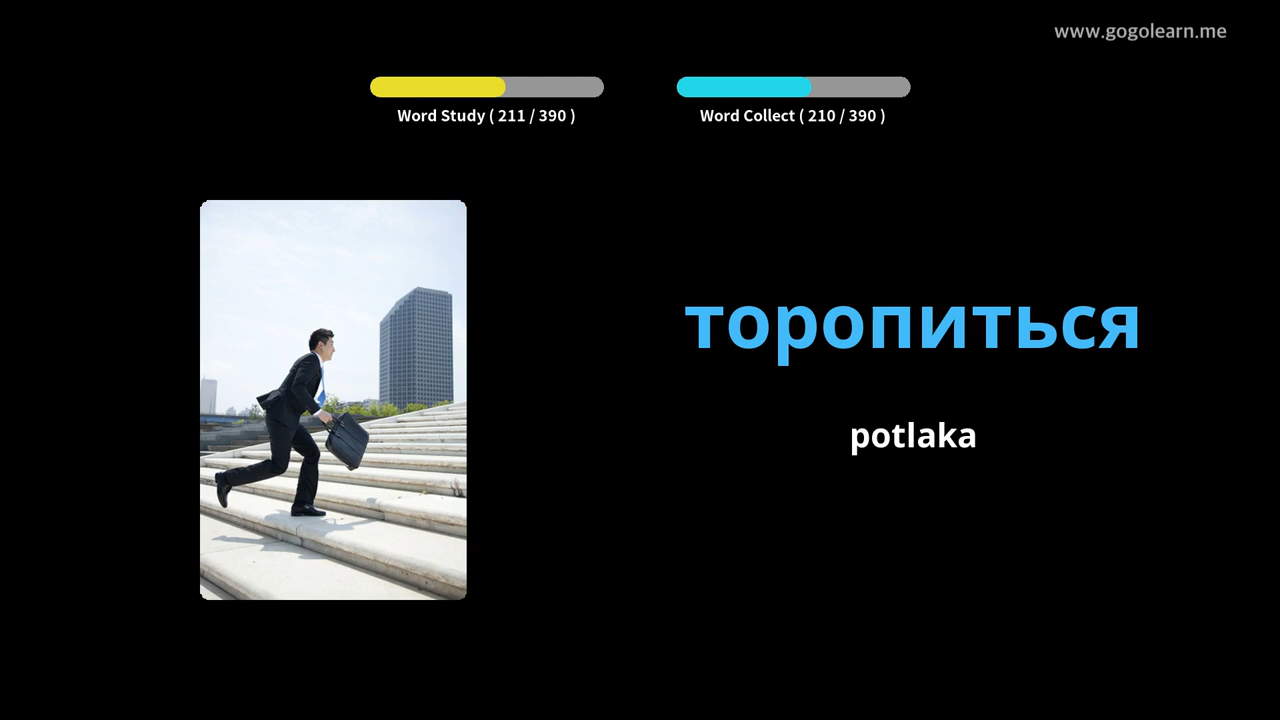 www.gogolearn.me
Word Study ( 211 / 390 )
Word Collect ( 210 / 390 )
торопиться
potlaka